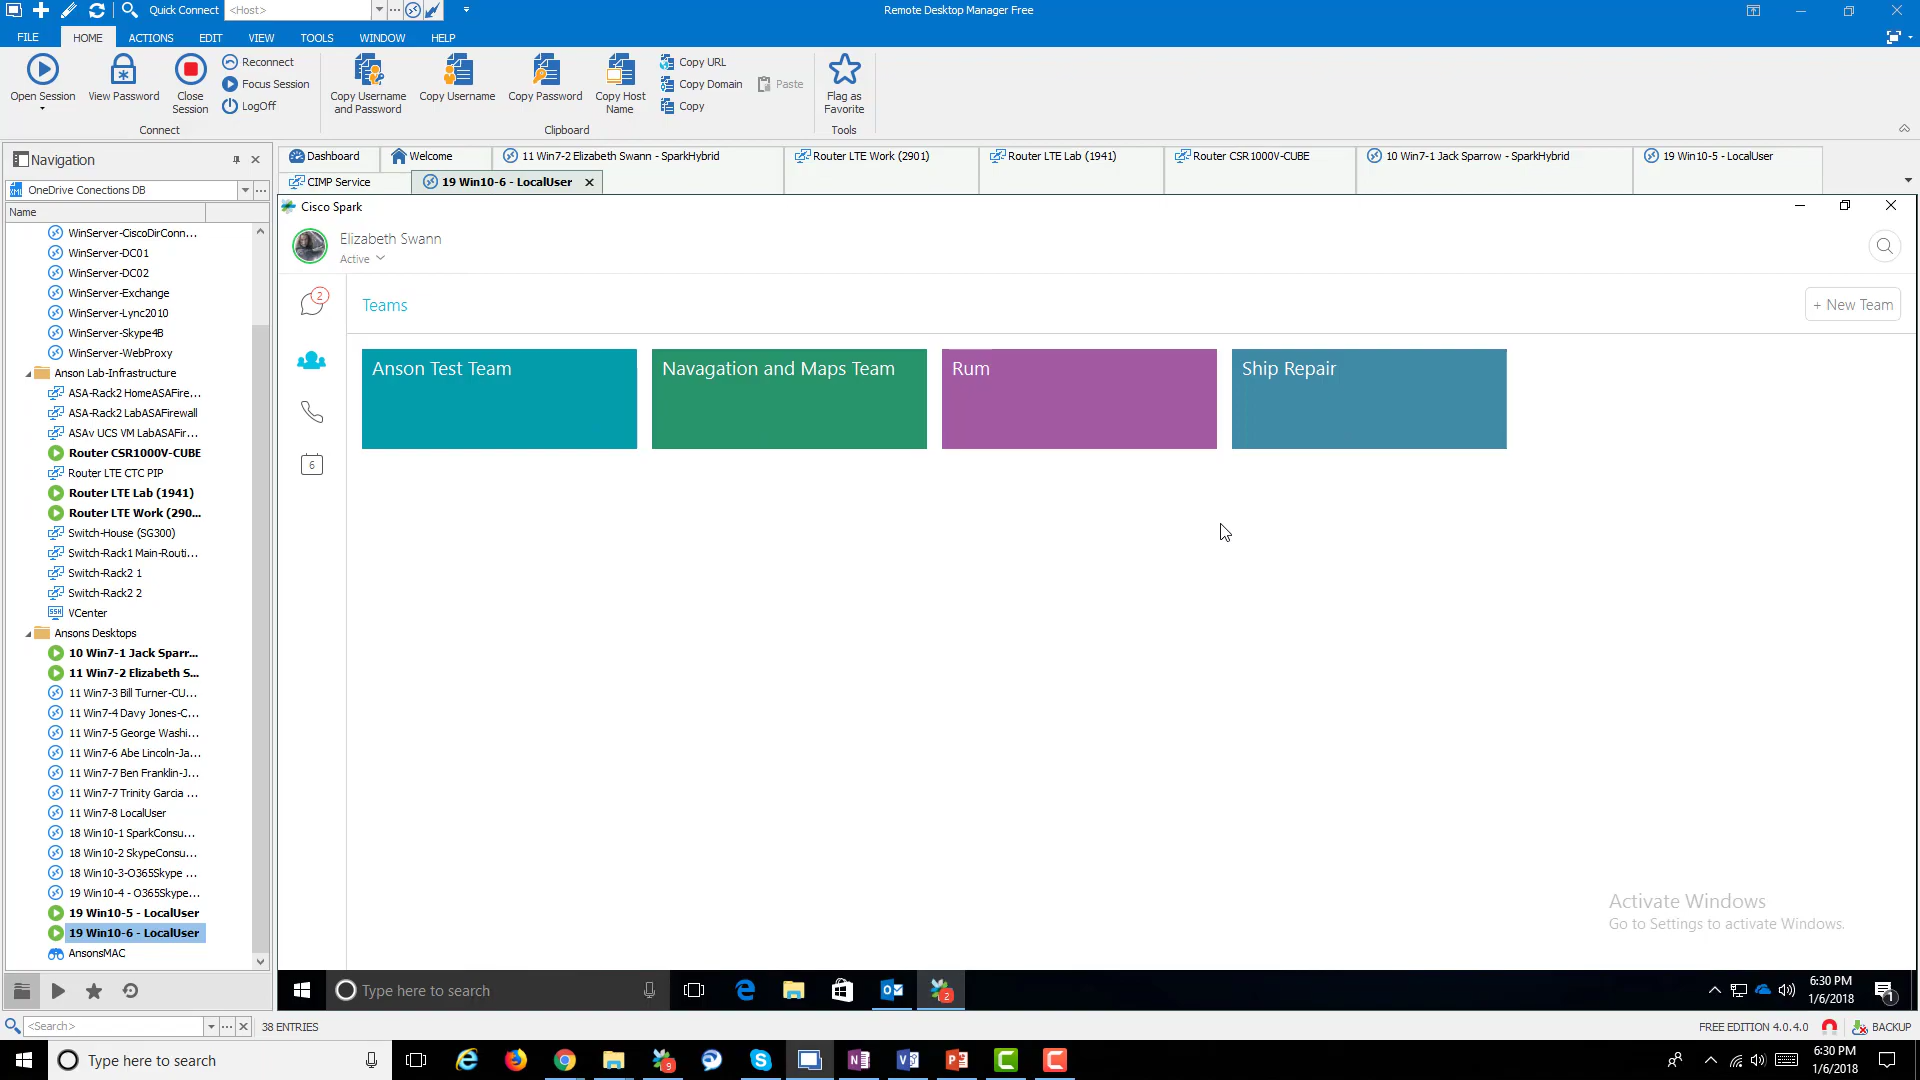 Quick Connect <Host> Remote Desktop Manager Free
FILE HOME ACTIONS EDIT VIEW TOOLS WINDOW HELP
Open Session
View Password
Close Session
Reconnect
Focus Session
LogOff
Connect
Copy Username and Password
Copy Username
Copy Password
Copy Host Name
Copy URL
Copy Domain
Copy
Paste
Clipboard
Flag as Favorite
Tools
Navigation
OneDrive Conections DB
Name
WinServer-CiscoDirConn...
WinServer-DC01
WinServer-DC02
WinServer-Exchange
WinServer-Lync2010
WinServer-Skype4B
WinServer-WebProxy
Anson Lab-Infrastructure
ASA-Rack2 HomeASAFire...
ASA-Rack2 LabASAFirewall
ASAv UCS VM LabASAFir...
Router CSR1000V-CUBE
Router LTE CTC PIP
Router LTE Lab (1941)
Router LTE Work (290...
Switch-House (SG300)
Switch-Rack1 Main-Routi...
Switch-Rack2 1
Switch-Rack2 2
SSH VCenter
Ansons Desktops
10 Win7-1 Jack Sparr...
11 Win7-2 Elizabeth S...
11 Win7-3 Bill Turner-CU...
11 Win7-4 Davy Jones-C...
11 Win7-5 George Washi...
11 Win7-6 Abe Lincoln-Ja...
11 Win7-7 Ben Franklin-J...
11 Win7-7 Trinity Garcia ...
11 Win7-8 LocalUser
18 Win10-1 SparkConsu...
18 Win10-2 SkypeConsu...
18 Win10-3-O365Skype ...
19 Win10-4 - O365Skype...
19 Win10-5 - LocalUser
19 Win10-6 - LocalUser
AnsonsMAC
<Search>
38 ENTRIES
Dashboard Welcome 11 Win7-2 Elizabeth Swann - SparkHybrid Router LTE Work (2901) Router LTE Lab (1941) Router CSR1000V-CUBE 10 Win7-1 Jack Sparrow - SparkHybrid 19 Win10-5 - LocalUser
CIMP Service 19 Win10-6 - LocalUser
Cisco Spark
Elizabeth Swann
Active
2
Teams
+ New Team
6
Anson Test Team
Navagation and Maps Team
Rum
Ship Repair
Activate Windows
Go to Settings to activate Windows.
Type here to search
2
6:30 PM
1/6/2018
1
FREE EDITION 4.0.4.0 BACKUP
Type here to search
9
6:30 PM
1/6/2018